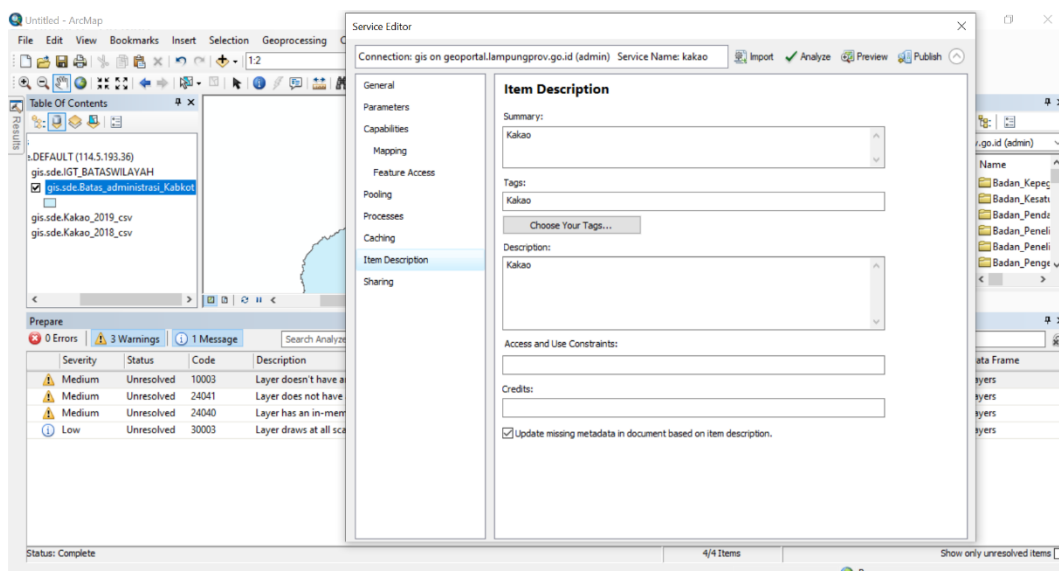 Untitled - ArcMap
File Edit View Bookmarks Insert Selection Geoprocessing
1:2
Table Of Contents
Results
.DEFAULT (114.5.193.36)
gis.sde.IGT_BATASWILAYAH
gis.sde.Batas_administrasi_Kabkot
gis.sde.Kakao_2019_csv
gis.sde.Kakao_2018_csv
Service Editor
Connection: gis on geoportal.lampungprov.go.id (admin) Service Name: kakao
Import Analyze Preview Publish
General
Parameters
Capabilities
Mapping
Feature Access
Pooling
Processes
Caching
Item Description
Sharing
Item Description
Summary:
Kakao
Tags:
Kakao
Choose Your Tags...
Description:
Kakao
Access and Use Constraints:
Credits:
Update missing metadata in document based on item description.
.go.id (admin)
Name
Badan_Kepeg
Badan_Kesatu
Badan_Penda
Badan_Peneli
Badan_Peneli
Badan_Penge
Prepare
0 Errors 3 Warnings 1 Message Search Analyze
Severity Status Code Description ata Frame
Medium Unresolved 10003 Layer doesn't have a ayers
Medium Unresolved 24041 Layer does not have ayers
Medium Unresolved 24040 Layer has an in-mem ayers
Low Unresolved 30003 Layer draws at all sca ayers
Status: Complete 4/4 Items Show only unresolved items